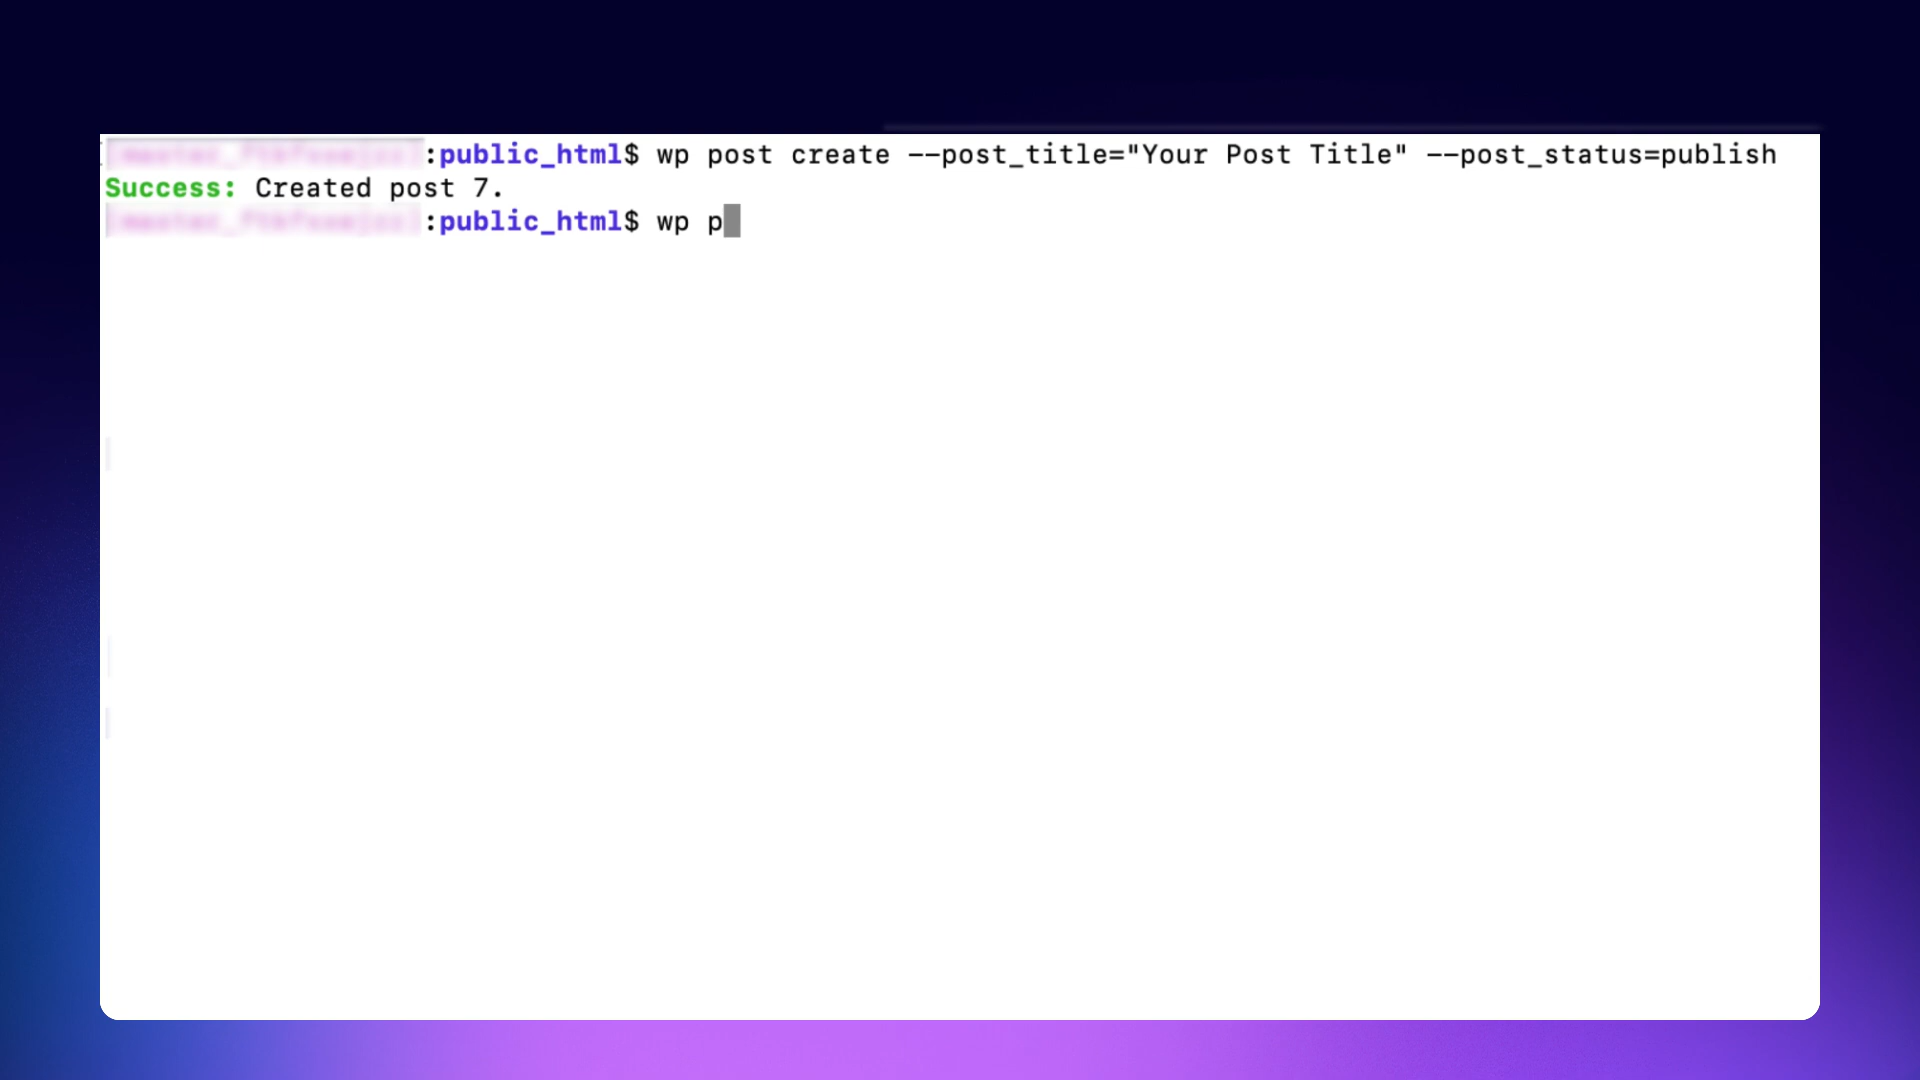 :public_html$ wp post create --post_title="Your Post Title" --post_status=publish
Success: Created post 7.
:public_html$ wp p